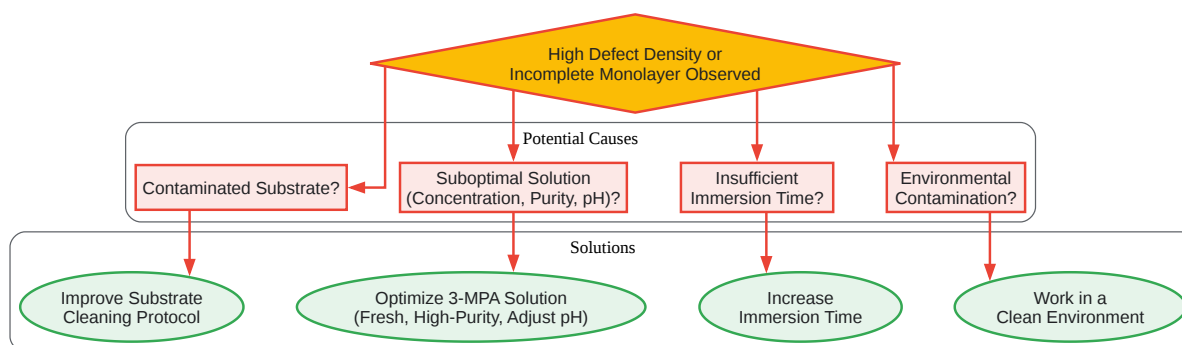 High Defect Density or
Incomplete Monolayer Observed
Potential Causes
Contaminated Substrate?
Suboptimal Solution
(Concentration, Purity, pH)?
Insufficient
Immersion Time?
Environmental
Contamination?
Solutions
Improve Substrate
Cleaning Protocol
Optimize 3-MPA Solution
(Fresh, High-Purity, Adjust pH)
Increase
Immersion Time
Work in a
Clean Environment